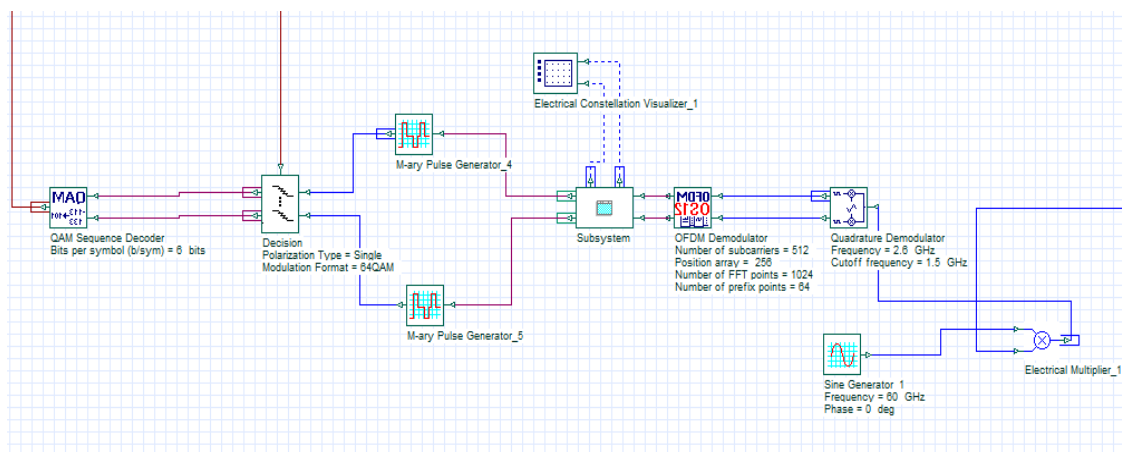 Electrical Constellation Visualizer_1
M-ary Pulse Generator_4
QAM Sequence Decoder
Bits per symbol (b/sym) = 6 bits
Decision
Polarization Type = Single
Modulation Format = 64QAM
Subsystem
OFDM Demodulator
Number of subcarriers = 512
Position array = 256
Number of FFT points = 1024
Number of prefix points = 64
Quadrature Demodulator
Frequency = 2.6 GHz
Cutoff frequency = 1.5 GHz
M-ary Pulse Generator_5
Sine Generator 1
Frequency = 60 GHz
Phase = 0 deg
Electrical Multiplier_1